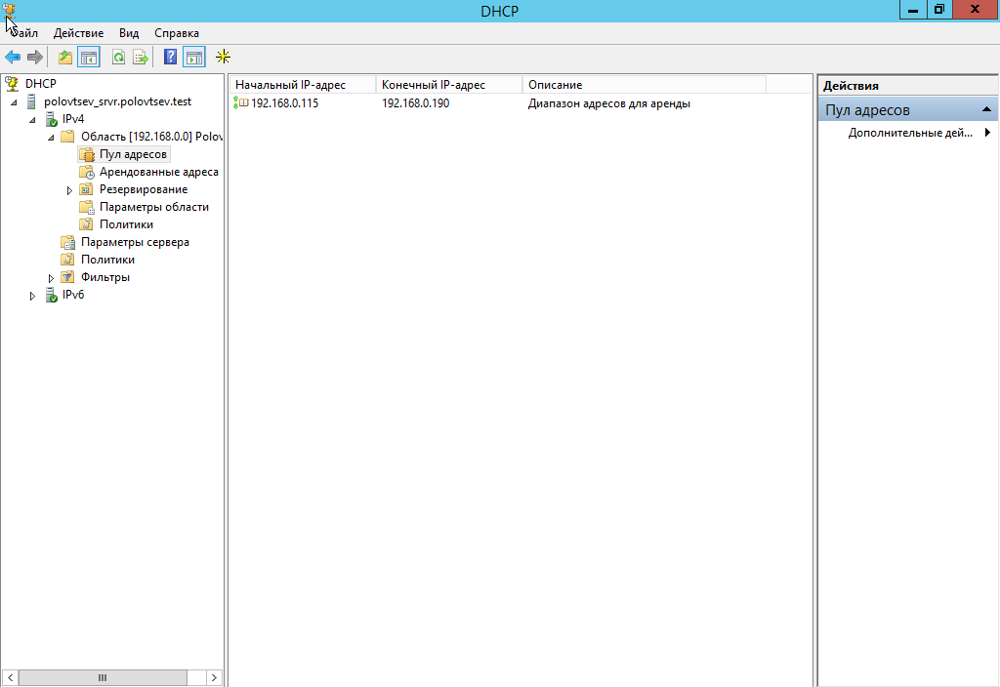 DHCP
Файл Действие Вид Справка
DHCP
polovtsev_srvr.polovtsev.test
IPv4
Область [192.168.0.0] Polov
Пул адресов
Арендованные адреса
Резервирование
Параметры области
Политики
Параметры сервера
Политики
Фильтры
IPv6
Начальный IP-адрес Конечный IP-адрес Описание
192.168.0.115 192.168.0.190 Диапазон адресов для аренды
Действия
Пул адресов
Дополнительные дей...